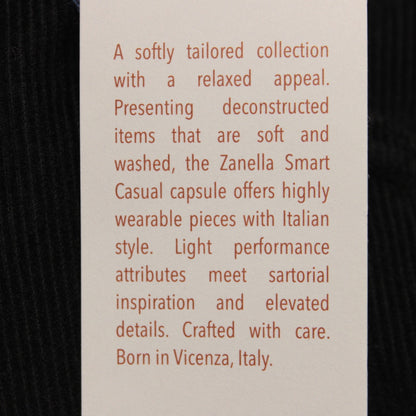 A softly tailored collection
with a relaxed appeal.
Presenting deconstructed
items that are soft and
washed, the Zanella Smart
Casual capsule offers highly
wearable pieces with Italian
style. Light performance
attributes meet sartorial
inspiration and elevated
details. Crafted with care.
Born in Vicenza, Italy.